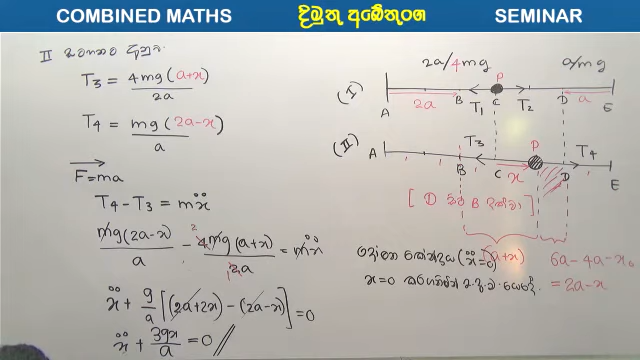 COMBINED MATHS
දිමුතු අබේතුංග
SEMINAR
II
T₃ = 4mg(a+x) / 2a
T₄ = mg(2a-x) / a
F=ma
T₄ - T₃ = mẍ
mg(2a-x) / a - 4mg(a+x) / 2a = mẍ
2
ẍ + g/a [(2a+2x) - (2a-x)] = 0
ẍ + 3gx/a = 0 //
2a/4mg
a/mg
(I)
P
A 2a B T₁ C T₂ D a E
(II)
A T₃ B C x P D T₄ E
[ D සිට B දක්වා ]
(ẍ=0)
(a+x)
6a - 4a - x
x=0
= 2a - x